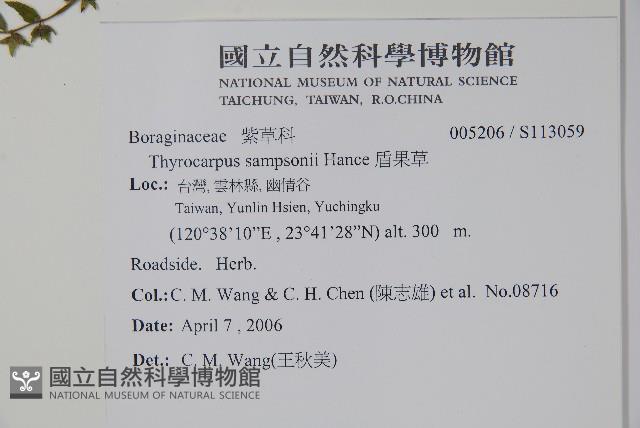 國立自然科學博物館
NATIONAL MUSEUM OF NATURAL SCIENCE
TAICHUNG, TAIWAN, R.O.CHINA
Boraginaceae 紫草科 005206 / S113059
Thyrocarpus sampsonii Hance 盾果草
Loc.: 台灣, 雲林縣, 幽情谷
Taiwan, Yunlin Hsien, Yuchingku
(120°38’10”E , 23°41’28”N) alt. 300 m.
Roadside. Herb.
Col.: C. M. Wang & C. H. Chen (陳志雄) et al. No.08716
Date: April 7 , 2006
Det.: C. M. Wang(王秋美)
國立自然科學博物館
NATIONAL MUSEUM OF NATURAL SCIENCE